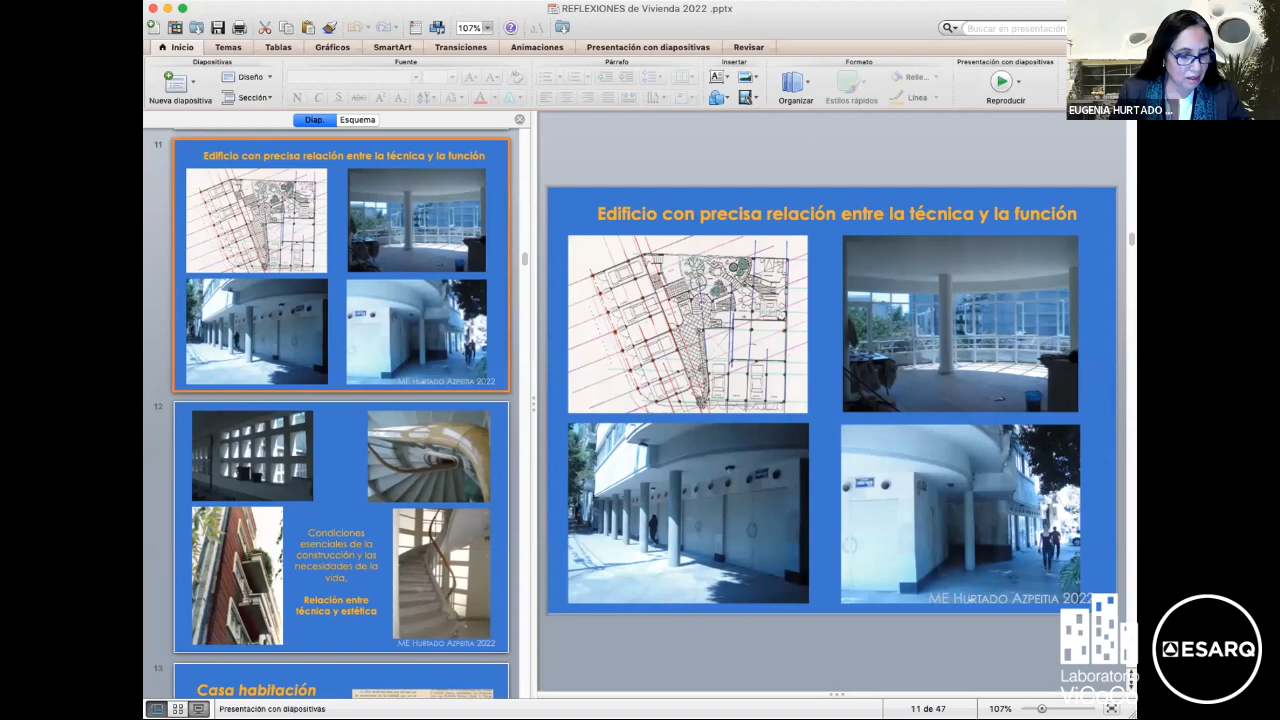 REFLEXIONES de Vivienda 2022 .pptx
107%
Buscar en presentación
Inicio
Temas
Tablas
Gráficos
SmartArt
Transiciones
Animaciones
Presentación con diapositivas
Revisar
Diapositivas
Fuente
Párrafo
Insertar
Formato
Presentación con diapositivas
Nueva diapositiva
Diseño
Sección
Organizar
Estilos rápidos
Línea
Reproducir
EUGENIA HURTADO ...
Diap.
Esquema
11
Edificio con precisa relación entre la técnica y la función
ME HURTADO AZPEITIA 2022
12
Condiciones
esenciales de la
construcción y las
necesidades de la
vida,
Relación entre
técnica y estética
ME HURTADO AZPEITIA 2022
13
Casa habitación
Edificio con precisa relación entre la técnica y la función
ME HURTADO AZPEITIA 2022
Laboratorio
ViCoCo
ESARQ
Presentación con diapositivas
11 de 47
107%